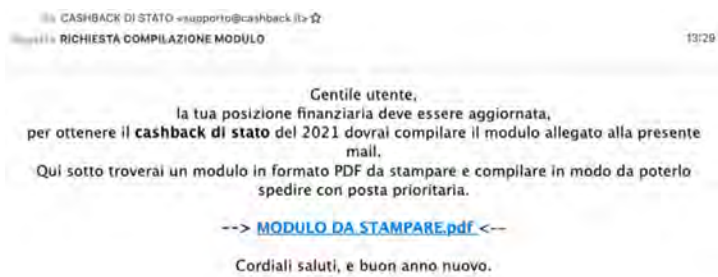 CASHBACK DI STATO <supporto@cashback.it>
RICHIESTA COMPILAZIONE MODULO 13:29
Gentile utente,
la tua posizione finanziaria deve essere aggiornata,
per ottenere il cashback di stato del 2021 dovrai compilare il modulo allegato alla presente
mail.
Qui sotto troverai un modulo in formato PDF da stampare e compilare in modo da poterlo
spedire con posta prioritaria.
--> MODULO DA STAMPARE.pdf <--
Cordiali saluti, e buon anno nuovo.